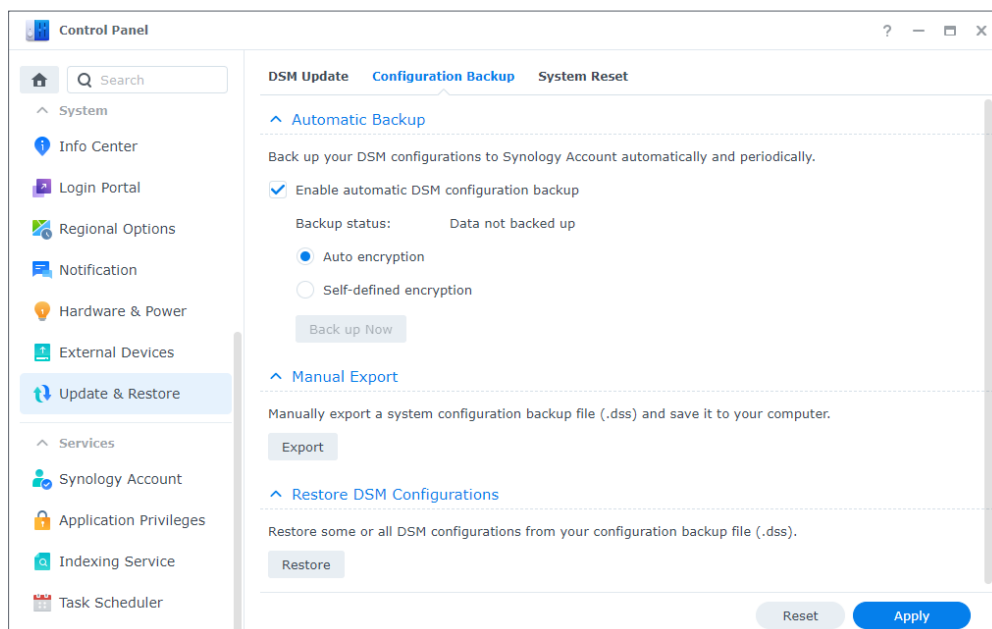 Control Panel
?
Search
System
Info Center
Login Portal
Regional Options
Notification
Hardware & Power
External Devices
Update & Restore
Services
Synology Account
Application Privileges
Indexing Service
Task Scheduler
DSM Update Configuration Backup System Reset
Automatic Backup
Back up your DSM configurations to Synology Account automatically and periodically.
Enable automatic DSM configuration backup
Backup status: Data not backed up
Auto encryption
Self-defined encryption
Back up Now
Manual Export
Manually export a system configuration backup file (.dss) and save it to your computer.
Export
Restore DSM Configurations
Restore some or all DSM configurations from your configuration backup file (.dss).
Restore
Reset Apply